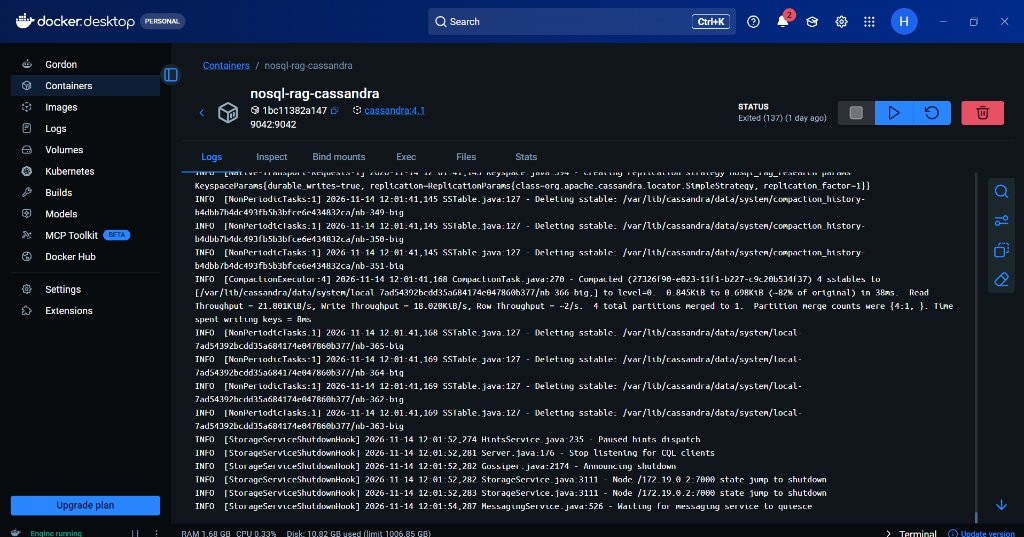 docker.desktop PERSONAL
Search Ctrl+K
2
H
Gordon
Containers
Images
Logs
Volumes
Kubernetes
Builds
Models
MCP Toolkit BETA
Docker Hub
Settings
Extensions
Upgrade plan
Containers / nosql-rag-cassandra
nosql-rag-cassandra
1bc11382a147 cassandra:4.1
9042:9042
STATUS
Exited (137) (1 day ago)
Logs Inspect Bind mounts Exec Files Stats
INFO [Native-Transport-Requests-1] 2026-11-14 12:01:41,145 Keyspace.java:394 - Creating replication strategy nosql_rag_research params
KeyspaceParams{durable_writes=true, replication=ReplicationParams{class=org.apache.cassandra.locator.SimpleStrategy, replication_factor=1}}
INFO [NonPeriodicTasks:1] 2026-11-14 12:01:41,145 SSTable.java:127 - Deleting sstable: /var/lib/cassandra/data/system/compaction_history-
b4dbb7b4dc493fb5b3bfce6e434832ca/nb-349-big
INFO [NonPeriodicTasks:1] 2026-11-14 12:01:41,145 SSTable.java:127 - Deleting sstable: /var/lib/cassandra/data/system/compaction_history-
b4dbb7b4dc493fb5b3bfce6e434832ca/nb-350-big
INFO [NonPeriodicTasks:1] 2026-11-14 12:01:41,145 SSTable.java:127 - Deleting sstable: /var/lib/cassandra/data/system/compaction_history-
b4dbb7b4dc493fb5b3bfce6e434832ca/nb-351-big
INFO [CompactionExecutor:4] 2026-11-14 12:01:41,168 CompactionTask.java:270 - Compacted (27326f90-e023-11f1-b227-c9c20b534f37) 4 sstables to
[/var/lib/cassandra/data/system/local-7ad54392bcdd35a684174e047860b377/nb-366-big,] to level=0. 0.845KiB to 0.698KiB (~82% of original) in 38ms. Read
Throughput = 21.801KiB/s, Write Throughput = 18.020KiB/s, Row Throughput = ~2/s. 4 total partitions merged to 1. Partition merge counts were {4:1, }. Time
spent writing keys = 8ms
INFO [NonPeriodicTasks:1] 2026-11-14 12:01:41,168 SSTable.java:127 - Deleting sstable: /var/lib/cassandra/data/system/local-
7ad54392bcdd35a684174e047860b377/nb-365-big
INFO [NonPeriodicTasks:1] 2026-11-14 12:01:41,169 SSTable.java:127 - Deleting sstable: /var/lib/cassandra/data/system/local-
7ad54392bcdd35a684174e047860b377/nb-364-big
INFO [NonPeriodicTasks:1] 2026-11-14 12:01:41,169 SSTable.java:127 - Deleting sstable: /var/lib/cassandra/data/system/local-
7ad54392bcdd35a684174e047860b377/nb-362-big
INFO [NonPeriodicTasks:1] 2026-11-14 12:01:41,169 SSTable.java:127 - Deleting sstable: /var/lib/cassandra/data/system/local-
7ad54392bcdd35a684174e047860b377/nb-363-big
INFO [StorageServiceShutdownHook] 2026-11-14 12:01:52,274 HintsService.java:235 - Paused hints dispatch
INFO [StorageServiceShutdownHook] 2026-11-14 12:01:52,281 Server.java:176 - Stop listening for CQL clients
INFO [StorageServiceShutdownHook] 2026-11-14 12:01:52,282 Gossiper.java:2174 - Announcing shutdown
INFO [StorageServiceShutdownHook] 2026-11-14 12:01:52,282 StorageService.java:3111 - Node /172.19.0.2:7000 state jump to shutdown
INFO [StorageServiceShutdownHook] 2026-11-14 12:01:52,283 StorageService.java:3111 - Node /172.19.0.2:7000 state jump to shutdown
INFO [StorageServiceShutdownHook] 2026-11-14 12:01:54,287 MessagingService.java:526 - Waiting for messaging service to quiesce
Engine running RAM 1.68 GB CPU 0.33% Disk: 10.82 GB used (limit 1006.85 GB) Terminal Update version